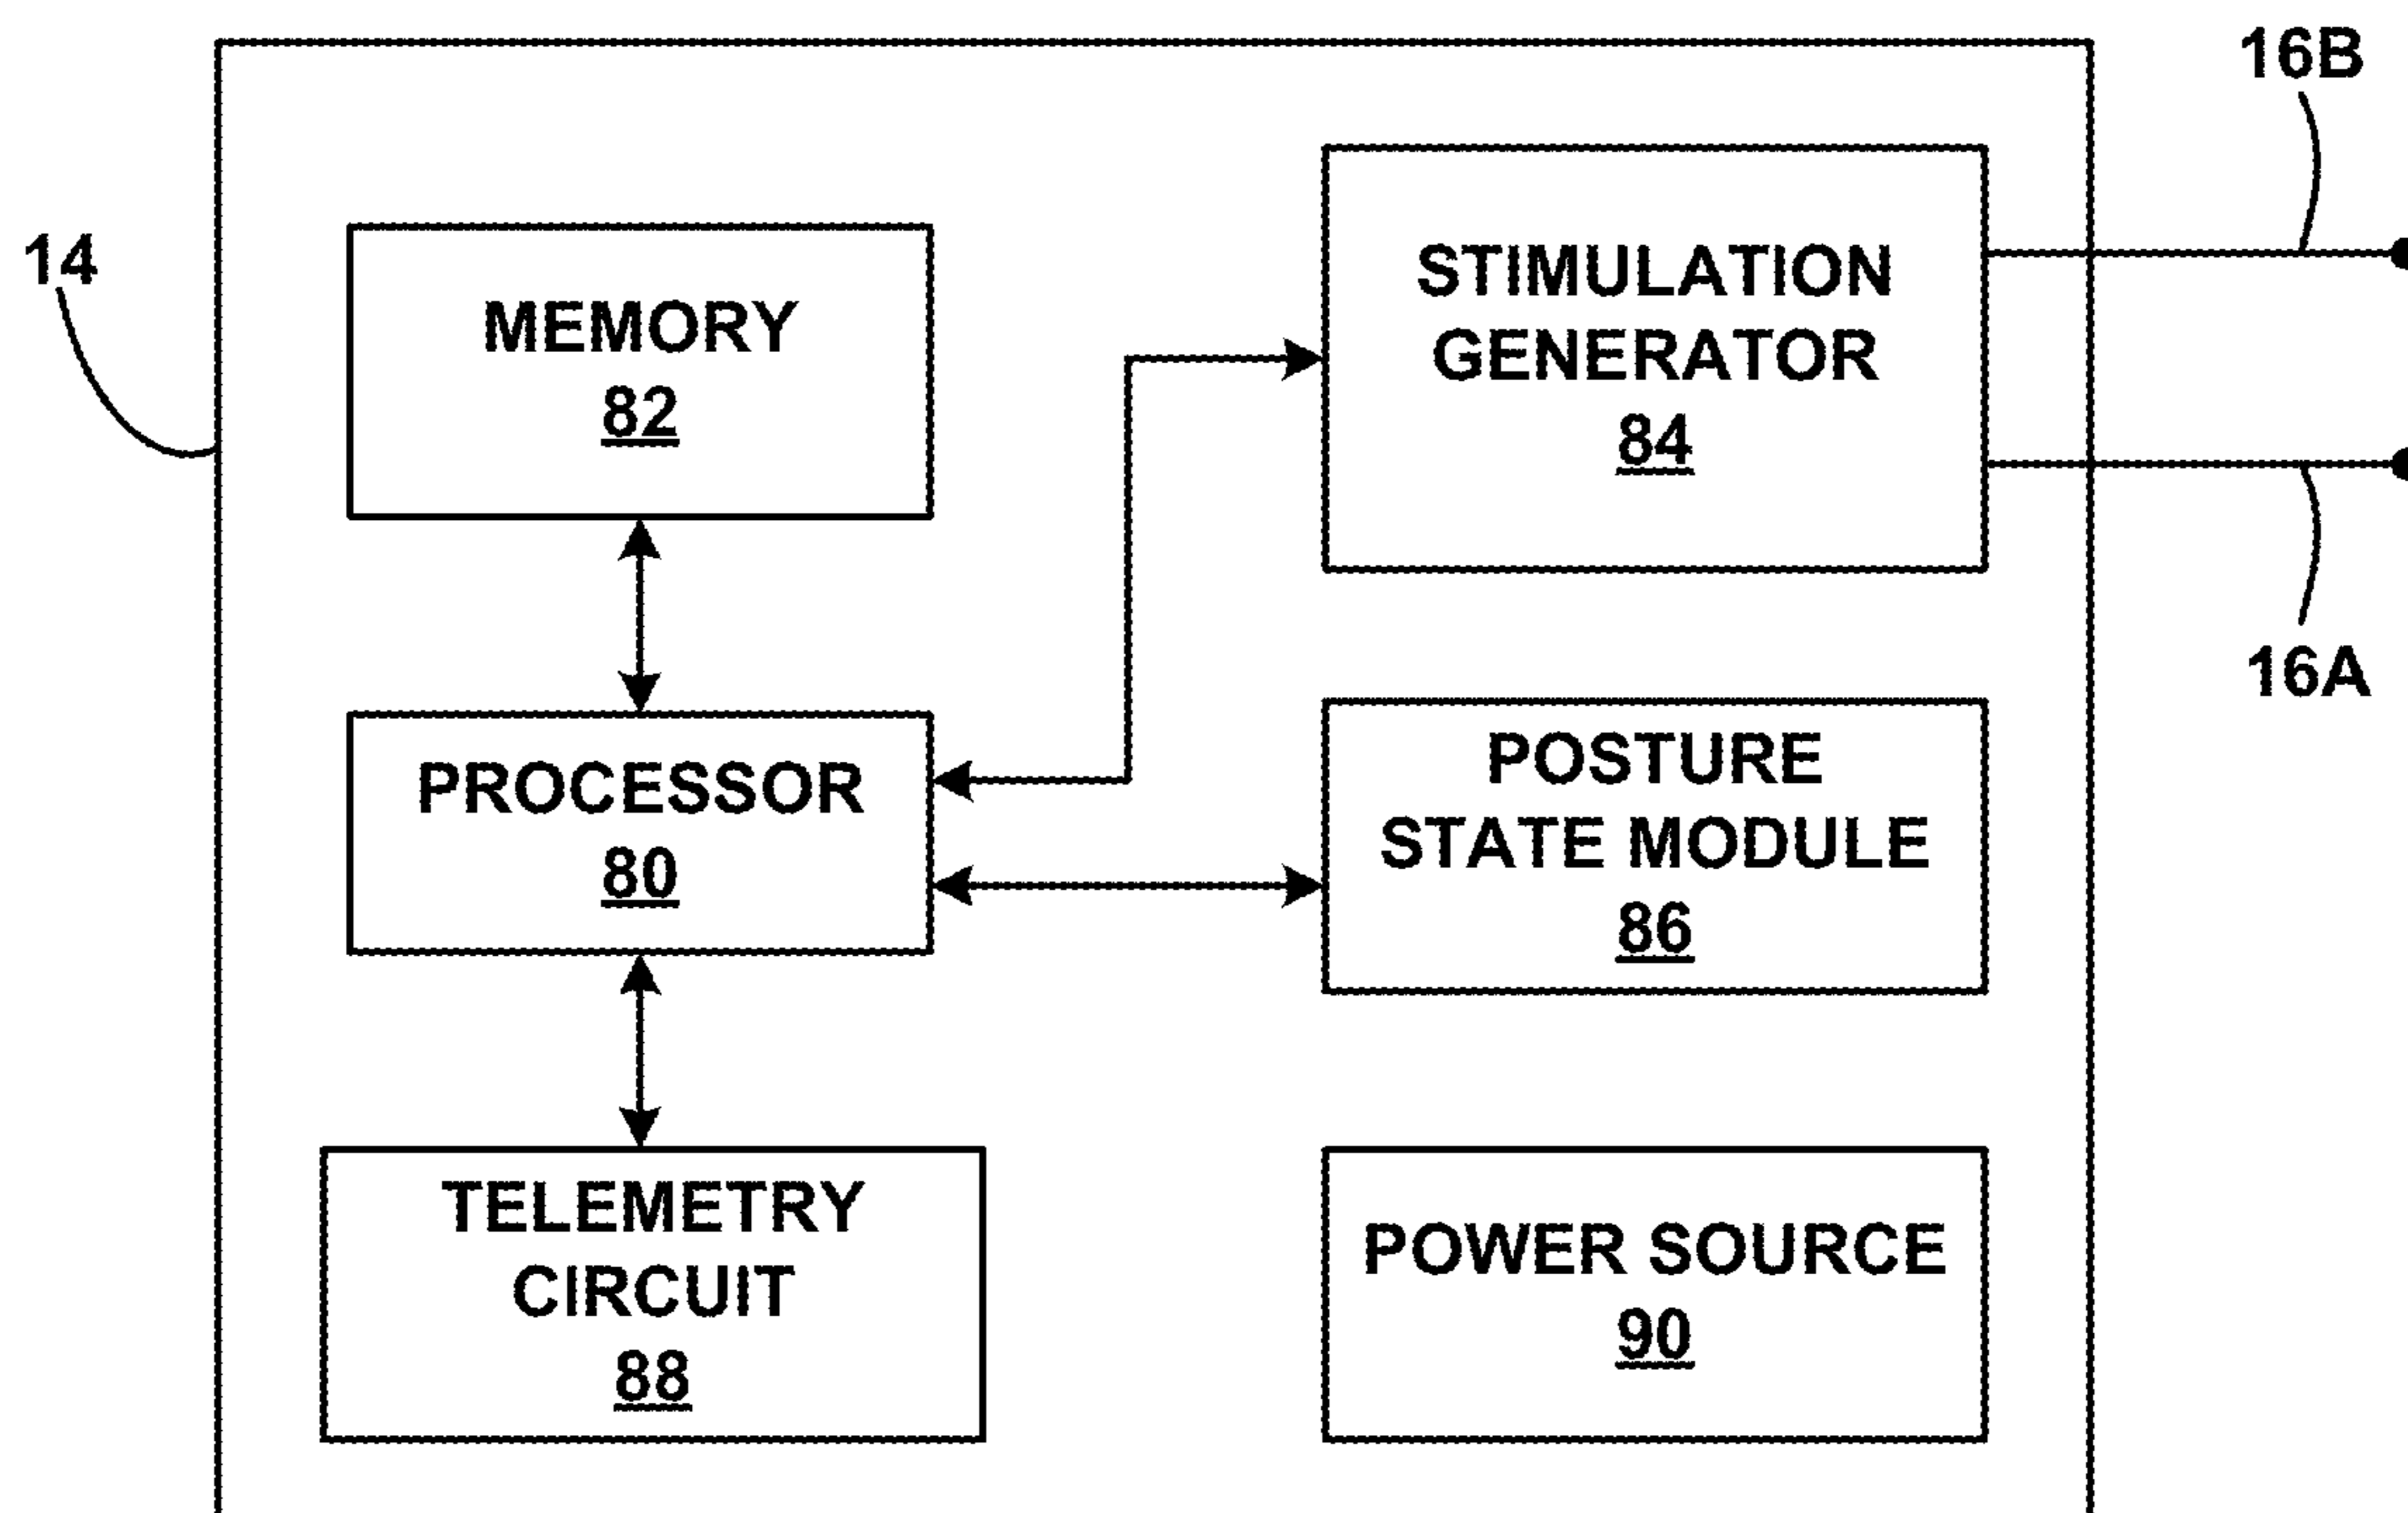 16B
14
MEMORY
82
STIMULATION
GENERATOR
84
16A
PROCESSOR
80
POSTURE
STATE MODULE
86
TELEMETRY
CIRCUIT
88
POWER SOURCE
90